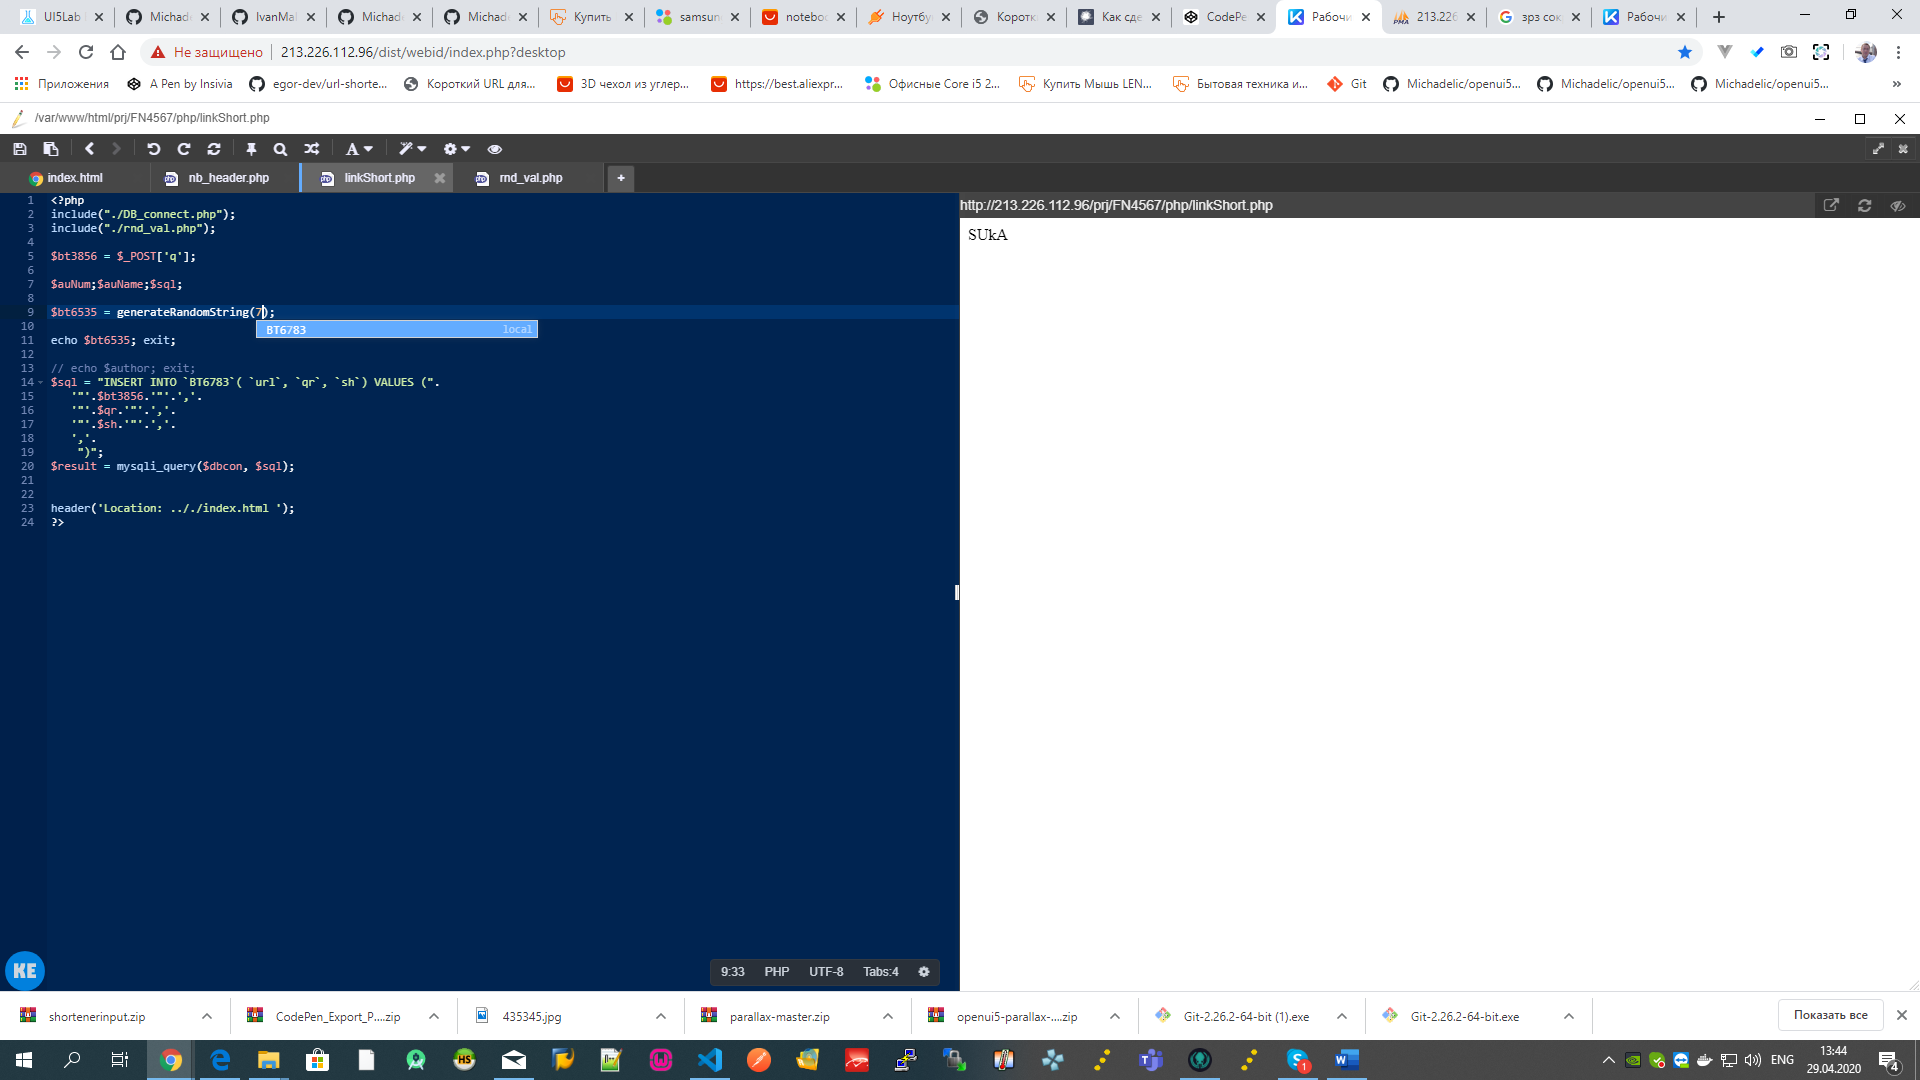 UI5Lab
Michade
IvanMal
Michade
Michade
Купить
samsun
notebo
Ноутбу
Коротк
Как сде
CodePe
Рабочи
213.226
зрз сок
Рабочи
Не защищено
213.226.112.96/dist/webid/index.php?desktop
Приложения
A Pen by Insivia
egor-dev/url-shorte...
Короткий URL для...
3D чехол из углер...
https://best.aliexpr...
Офисные Core i5 2...
Купить Мышь LEN...
Бытовая техника и...
Git
Michadelic/openui5...
Michadelic/openui5...
Michadelic/openui5...
»
/var/www/html/prj/FN4567/php/linkShort.php
index.html
nb_header.php
linkShort.php
rnd_val.php
+
1 <?php
2 include("./DB_connect.php");
3 include("./rnd_val.php");
4
5 $bt3856 = $_POST['q'];
6
7 $auNum;$auName;$sql;
8
9 $bt6535 = generateRandomString(7);
BT6783 local
10
11 echo $bt6535; exit;
12
13 // echo $author; exit;
14 $sql = "INSERT INTO `BT6783`( `url`, `qr`, `sh`) VALUES (".
15 '"'.$bt3856.'"'.','.
16 '"'.$qr.'"'.','.
17 '"'.$sh.'"'.','.
18 ','.
19 ")";
20 $result = mysqli_query($dbcon, $sql);
21
22
23 header('Location: .././index.html ');
24 ?>
http://213.226.112.96/prj/FN4567/php/linkShort.php
SUkA
KE
9:33 PHP UTF-8 Tabs:4
shortenerinput.zip
CodePen_Export_P....zip
435345.jpg
parallax-master.zip
openui5-parallax-....zip
Git-2.26.2-64-bit (1).exe
Git-2.26.2-64-bit.exe
Показать все
ENG
13:44
29.04.2020
4